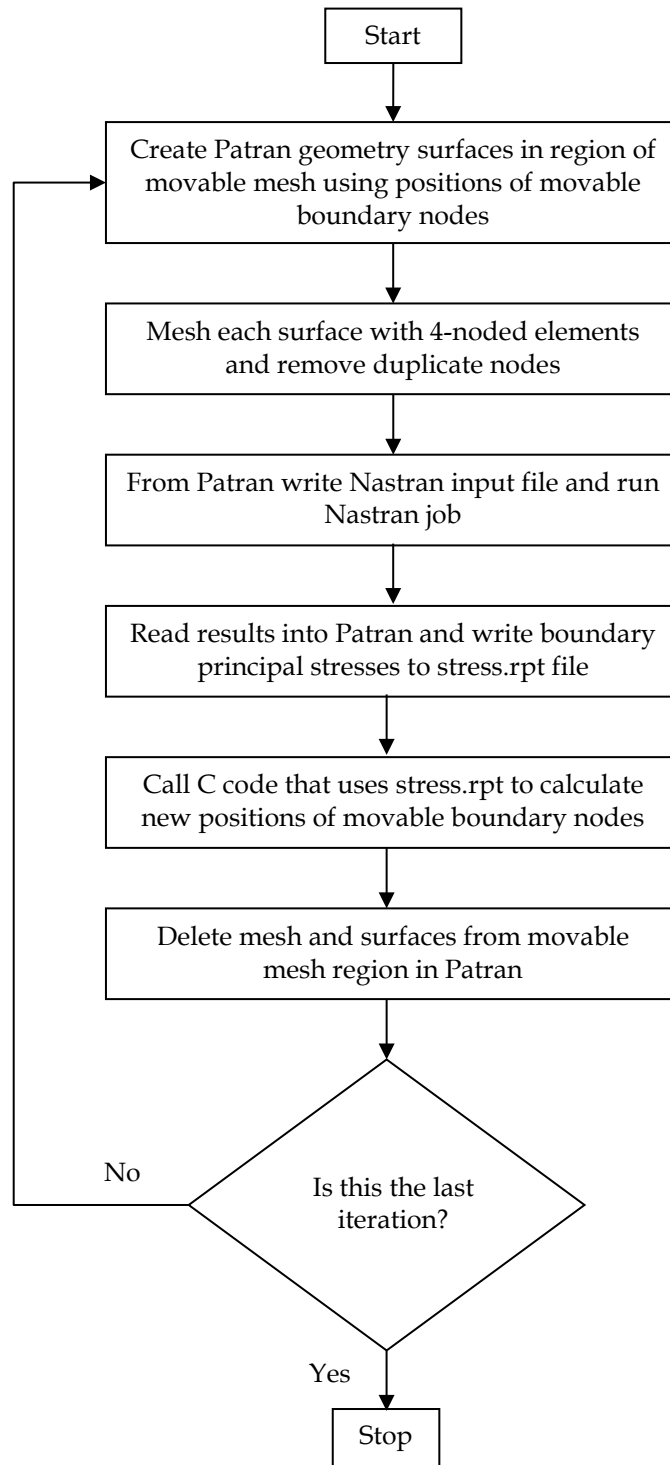 Start
Create Patran geometry surfaces in region of
movable mesh using positions of movable
boundary nodes
Mesh each surface with 4-noded elements
and remove duplicate nodes
From Patran write Nastran input file and run
Nastran job
Read results into Patran and write boundary
principal stresses to stress.rpt file
Call C code that uses stress.rpt to calculate
new positions of movable boundary nodes
Delete mesh and surfaces from movable
mesh region in Patran
No
Is this the last
iteration?
Yes
Stop